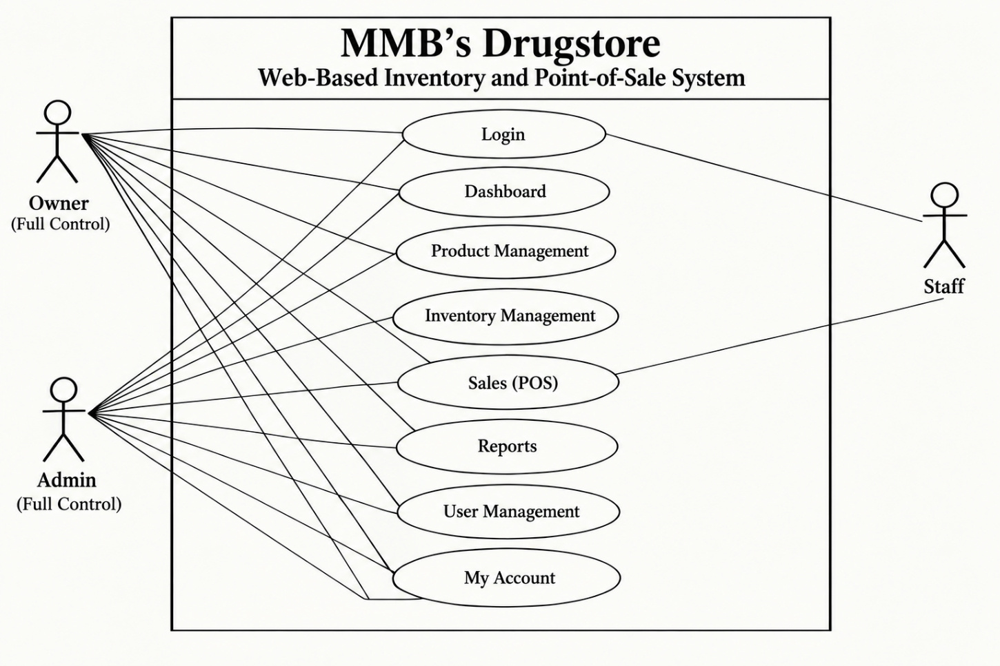 MMB's Drugstore
Web-Based Inventory and Point-of-Sale System
Owner
(Full Control)
Admin
(Full Control)
Login
Dashboard
Product Management
Inventory Management
Sales (POS)
Reports
User Management
My Account
Staff